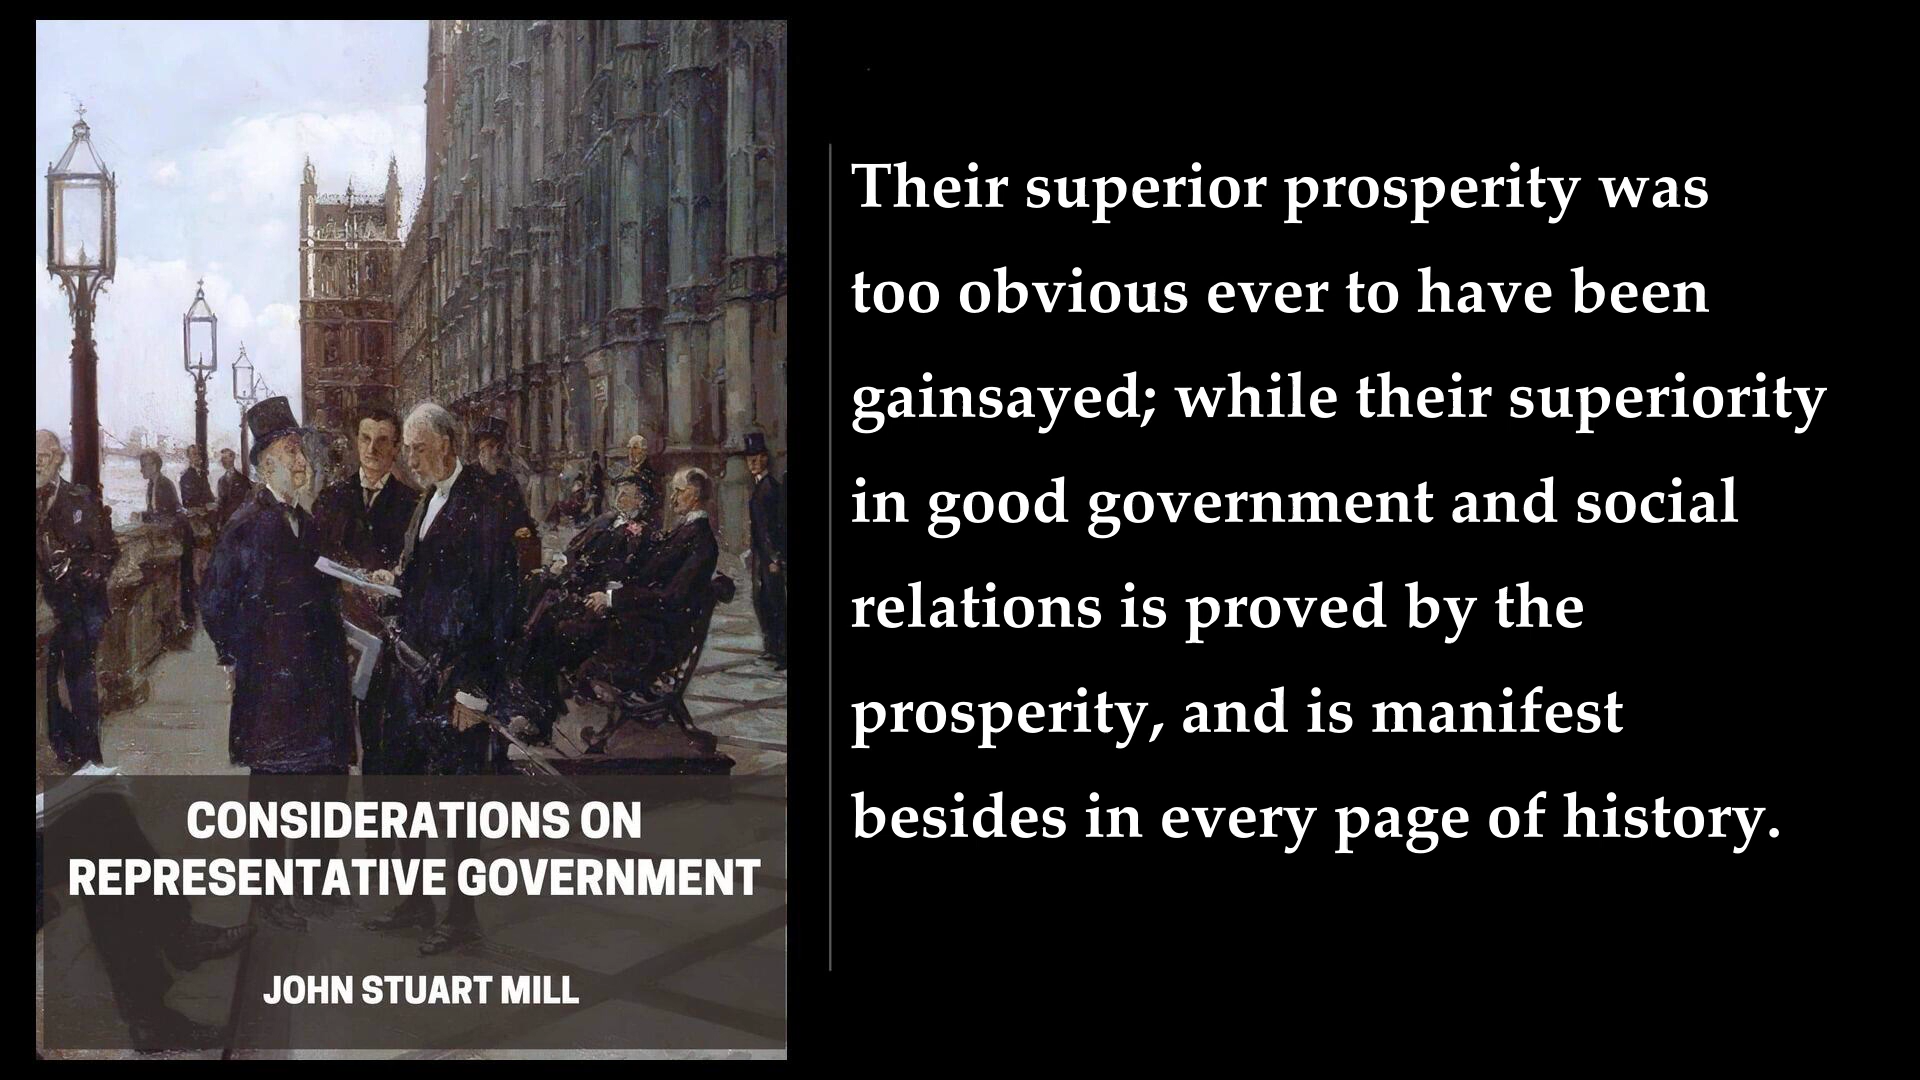 CONSIDERATIONS ON
REPRESENTATIVE GOVERNMENT
JOHN STUART MILL
Their superior prosperity was
too obvious ever to have been
gainsayed; while their superiority
in good government and social
relations is proved by the
prosperity, and is manifest
besides in every page of history.